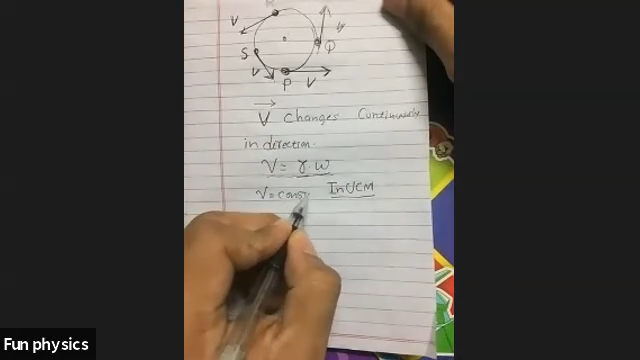 R
V
V
S
Q
V
P
V
V changes Continuously
in direction.
V = r.ω
V = const In UCM
Fun physics